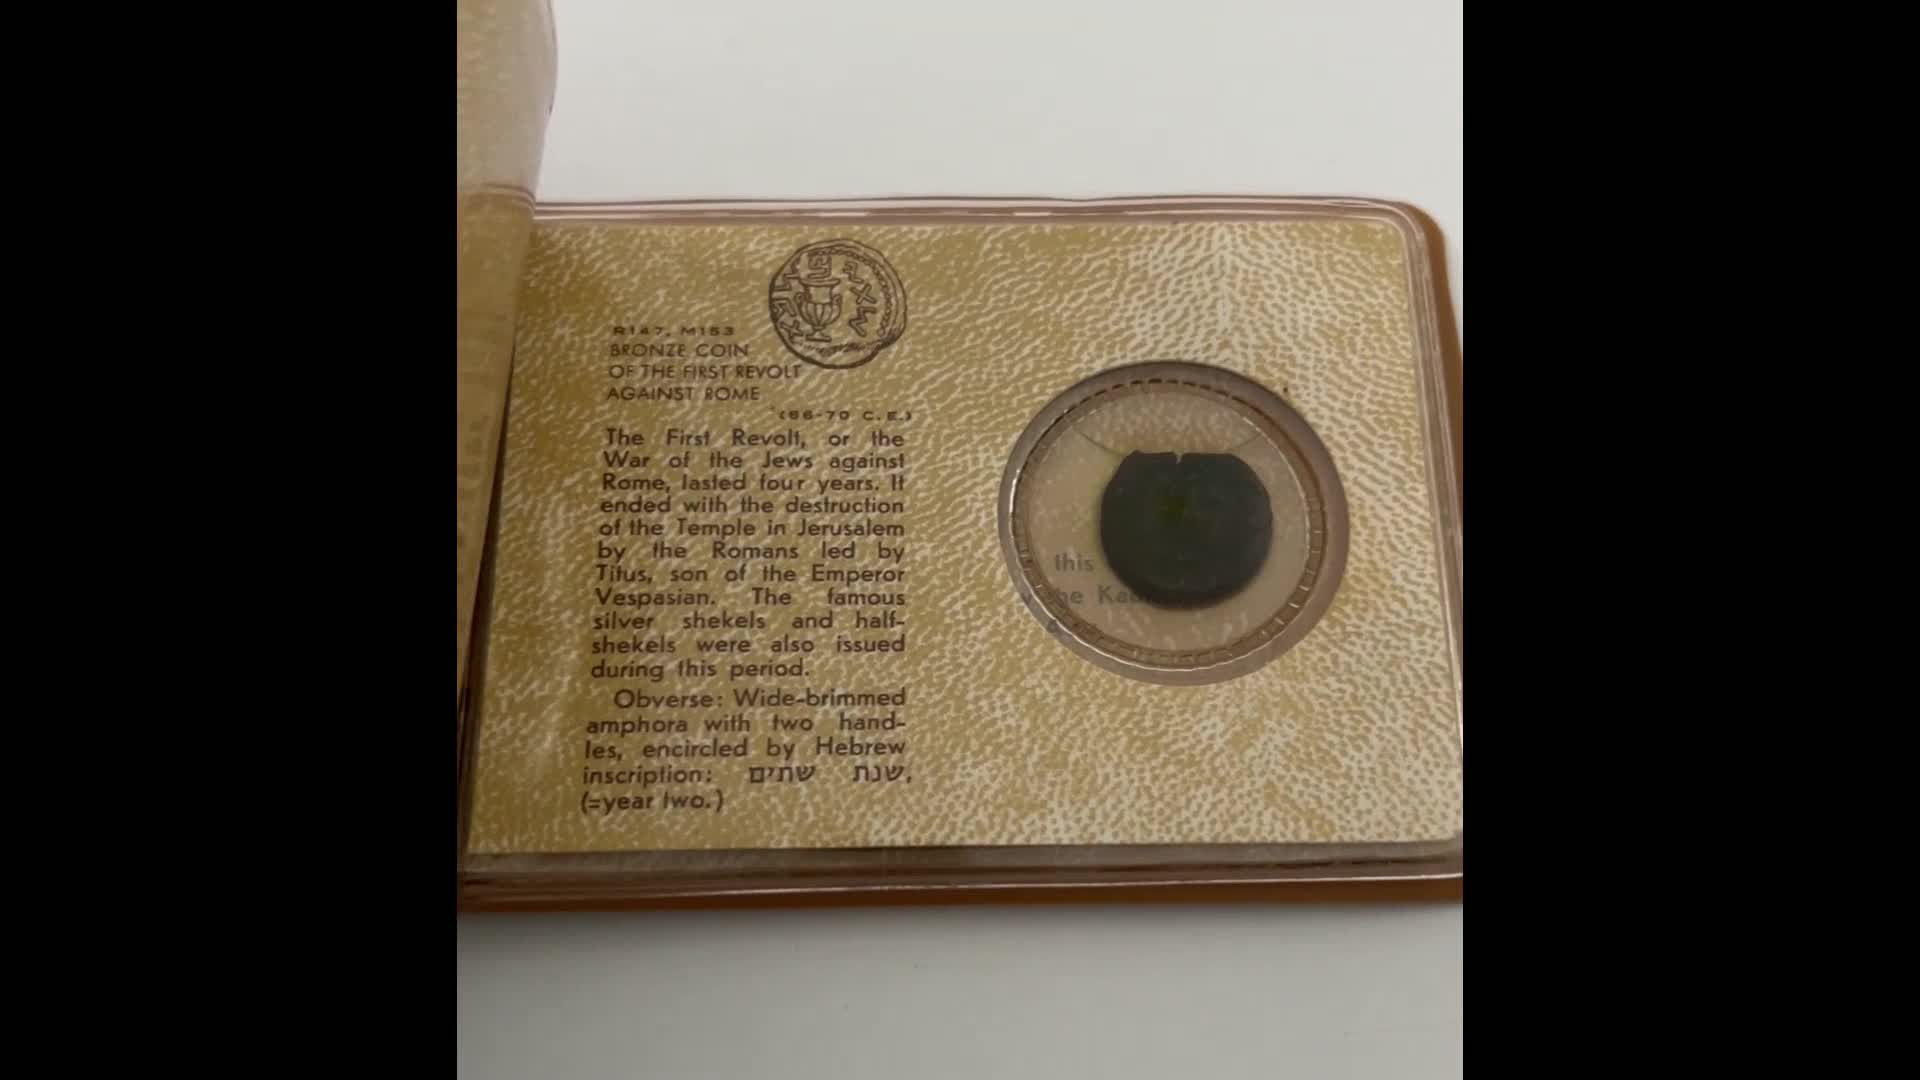 R147, M153
BRONZE COIN
OF THE FIRST REVOLT
AGAINST ROME
(66-70 C.E.)
The First Revolt, or the
War of the Jews against
Rome, lasted four years. It
ended with the destruction
of the Temple in Jerusalem
by the Romans led by
Titus, son of the Emperor
Vespasian. The famous
silver shekels and half-
shekels were also issued
during this period.
Obverse: Wide-brimmed
amphora with two hand-
les, encircled by Hebrew
inscription: שנת שתים,
(=year two.)
this